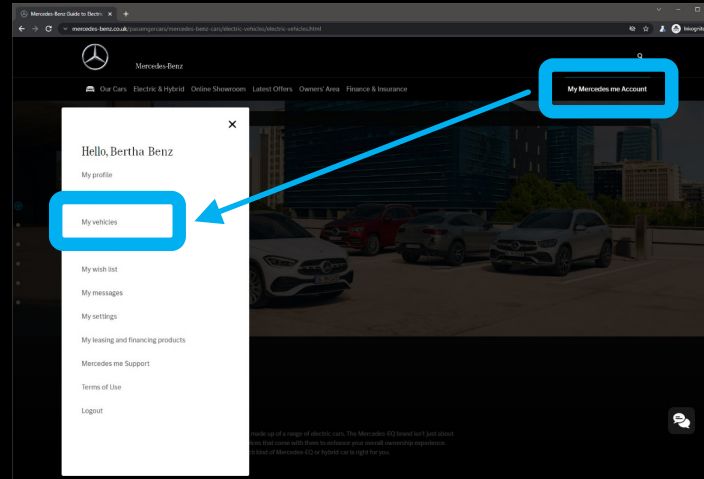 Mercedes-Benz Guide to Electric
mercedes-benz.co.uk/passengercars/mercedes-benz-cars/electric-vehicles/electric-vehicles.html
Inkognito
Mercedes-Benz
Our Cars Electric & Hybrid Online Showroom Latest Offers Owners' Area Finance & Insurance
My Mercedes me Account
Hello, Bertha Benz
My profile
My vehicles
My wish list
My messages
My settings
My leasing and financing products
Mercedes me Support
Terms of Use
Logout
made up of a range of electric cars. The Mercedes-EQ brand isn't just about
that come with them to enhance your overall ownership experience.
kind of Mercedes-EQ or hybrid car is right for you.